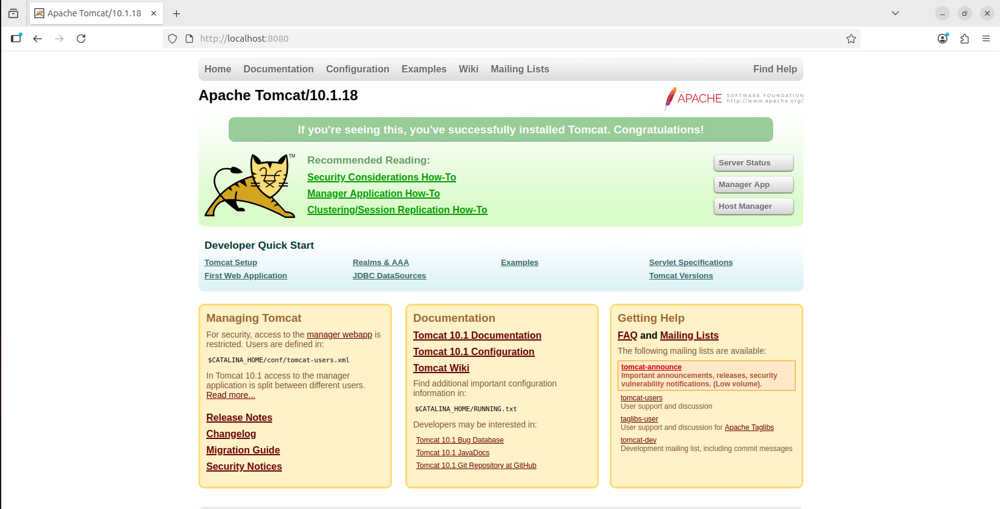 Apache Tomcat/10.1.18
http://localhost:8080
Home Documentation Configuration Examples Wiki Mailing Lists Find Help
Apache Tomcat/10.1.18
THE
APACHE
SOFTWARE FOUNDATION
http://www.apache.org/
If you're seeing this, you've successfully installed Tomcat. Congratulations!
TM
Recommended Reading:
Security Considerations How-To
Manager Application How-To
Clustering/Session Replication How-To
Server Status
Manager App
Host Manager
Developer Quick Start
Tomcat Setup
First Web Application
Realms & AAA
JDBC DataSources
Examples
Servlet Specifications
Tomcat Versions
Managing Tomcat
For security, access to the manager webapp is
restricted. Users are defined in:
$CATALINA_HOME/conf/tomcat-users.xml
In Tomcat 10.1 access to the manager
application is split between different users.
Read more...
Release Notes
Changelog
Migration Guide
Security Notices
Documentation
Tomcat 10.1 Documentation
Tomcat 10.1 Configuration
Tomcat Wiki
Find additional important configuration
information in:
$CATALINA_HOME/RUNNING.txt
Developers may be interested in:
Tomcat 10.1 Bug Database
Tomcat 10.1 JavaDocs
Tomcat 10.1 Git Repository at GitHub
Getting Help
FAQ and Mailing Lists
The following mailing lists are available:
tomcat-announce
Important announcements, releases, security
vulnerability notifications. (Low volume).
tomcat-users
User support and discussion
taglibs-user
User support and discussion for Apache Taglibs
tomcat-dev
Development mailing list, including commit messages